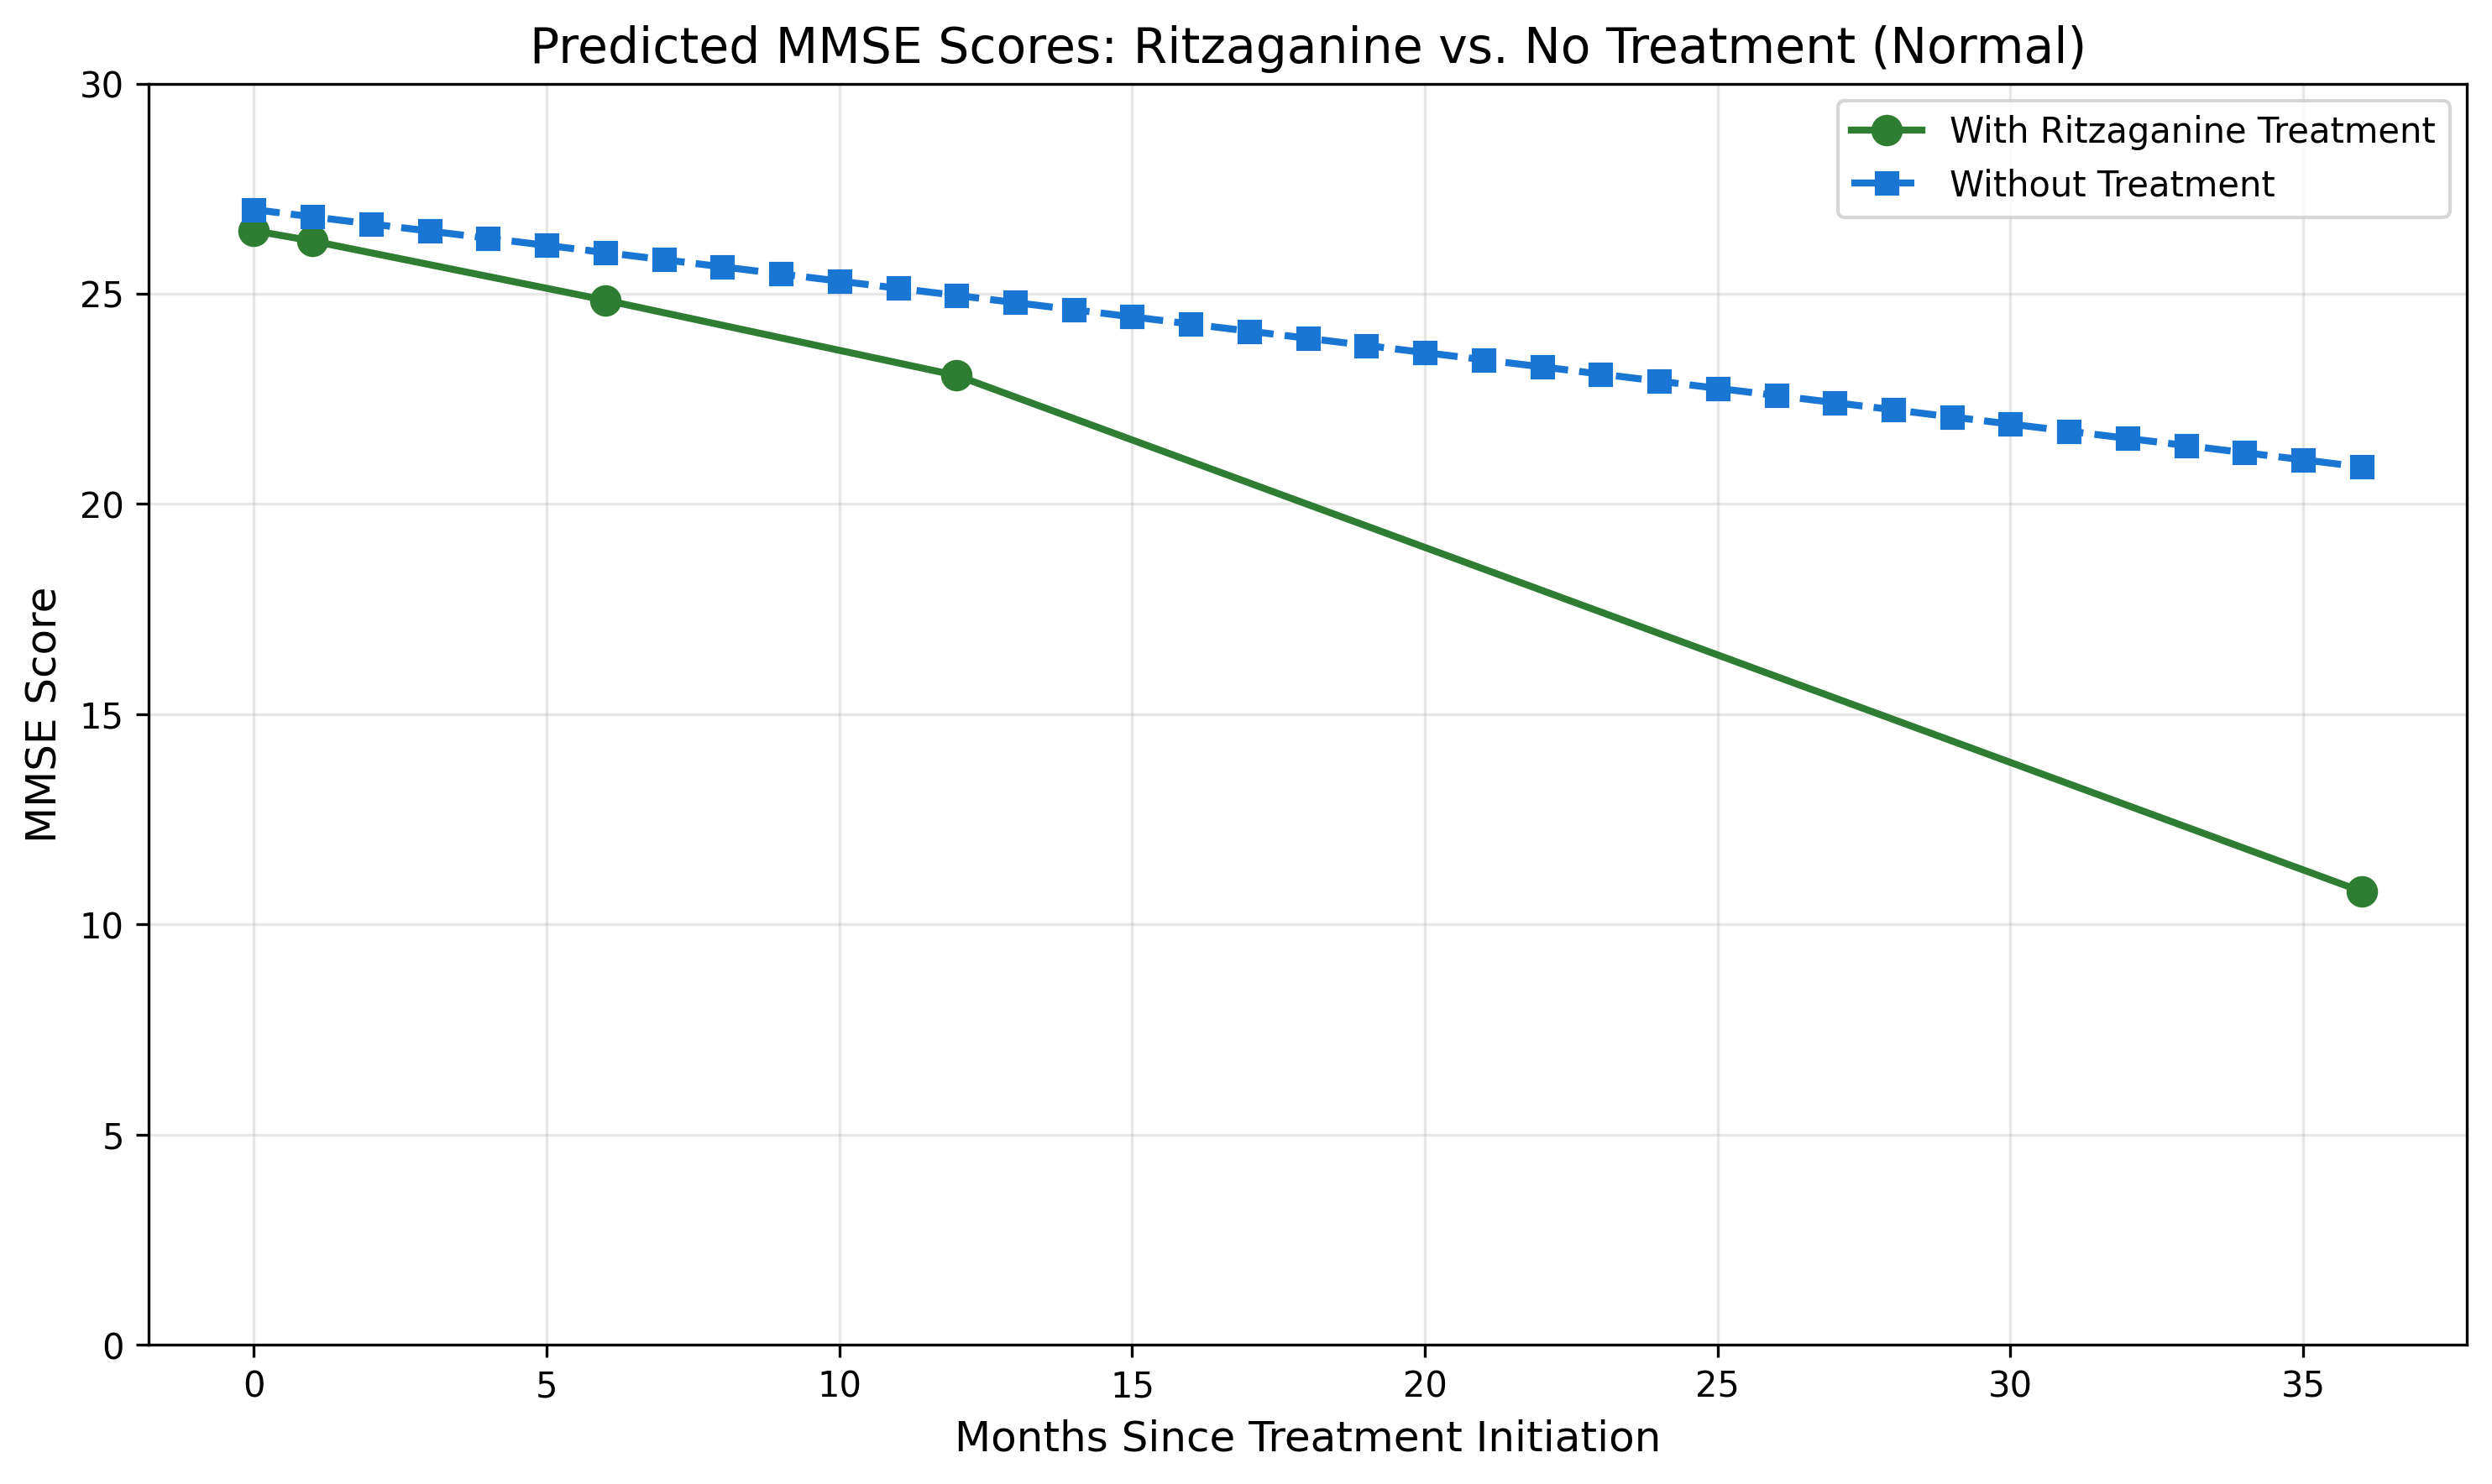 Predicted MMSE Scores: Ritzaganine vs. No Treatment (Normal)
With Ritzaganine Treatment
Without Treatment
MMSE Score
30
25
20
15
10
5
0
0 5 10 15 20 25 30 35
Months Since Treatment Initiation